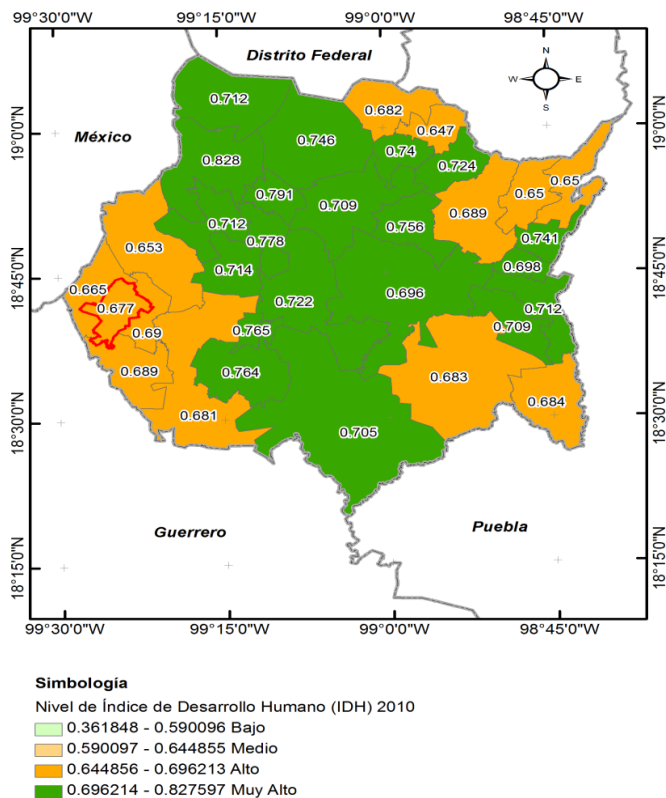 99°30'0"W 99°15'0"W 99°0'0"W 98°45'0"W
Distrito Federal
N
W E
S
México
19°0'0"N
19°0'0"N
0.712
0.682
0.746
0.647
0.74
0.828
0.724
0.65
0.791
0.65
0.709
0.689
0.712
0.756
0.741
0.778
0.653
0.698
0.714
18°45'0"N
18°45'0"N
0.665
0.696
0.722
0.677
0.712
0.709
0.69
0.765
0.689
0.764
0.683
0.684
0.681
18°30'0"N
18°30'0"N
0.705
Guerrero
Puebla
18°15'0"N
18°15'0"N
99°30'0"W 99°15'0"W 99°0'0"W 98°45'0"W
Simbología
Nivel de Índice de Desarrollo Humano (IDH) 2010
0.361848 - 0.590096 Bajo
0.590097 - 0.644855 Medio
0.644856 - 0.696213 Alto
0.696214 - 0.827597 Muy Alto